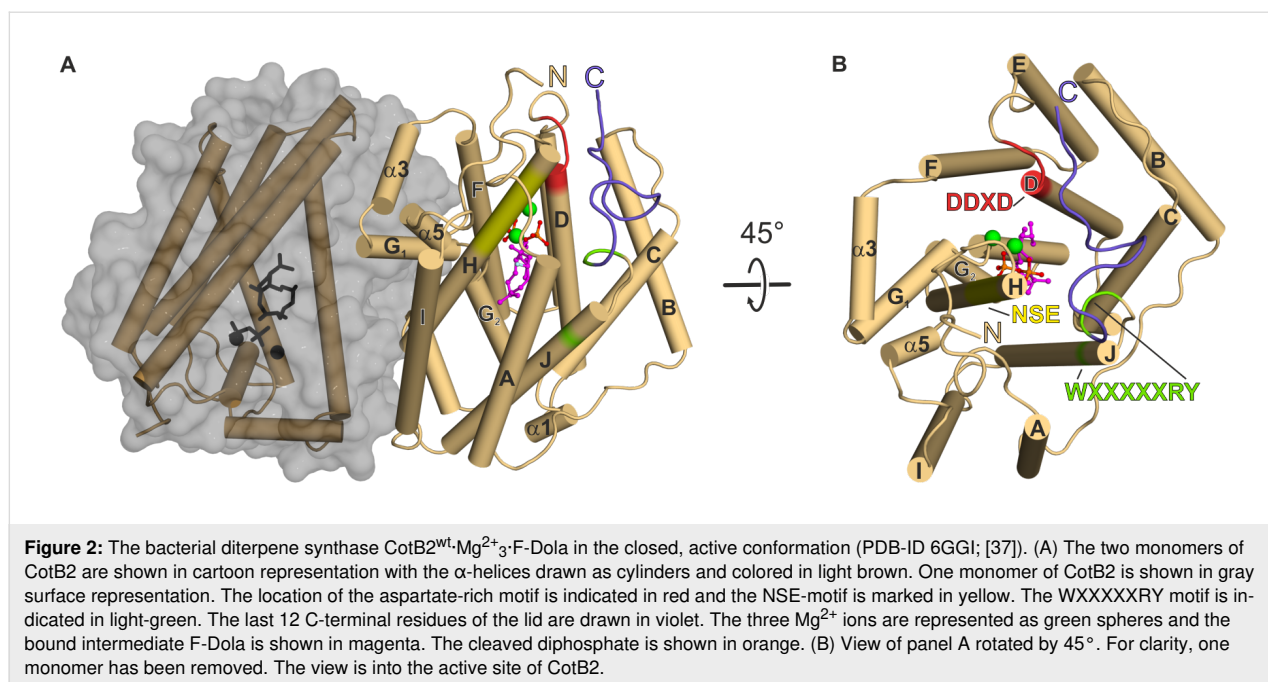 A
N
C
α3
F
D
α5
G1
H
C
B
I
G2
A
J
α1
45°
B
E
C
B
F
D
DDXD
C
α3
G2
G1
H
NSE
N
α5
J
WXXXXXRY
A
I
Figure 2: The bacterial diterpene synthase CotB2wt·Mg2+3·F-Dola in the closed, active conformation (PDB-ID 6GGI; [37]). (A) The two monomers of
CotB2 are shown in cartoon representation with the α-helices drawn as cylinders and colored in light brown. One monomer of CotB2 is shown in gray
surface representation. The location of the aspartate-rich motif is indicated in red and the NSE-motif is marked in yellow. The WXXXXXRY motif is in-
dicated in light-green. The last 12 C-terminal residues of the lid are drawn in violet. The three Mg2+ ions are represented as green spheres and the
bound intermediate F-Dola is shown in magenta. The cleaved diphosphate is shown in orange. (B) View of panel A rotated by 45°. For clarity, one
monomer has been removed. The view is into the active site of CotB2.